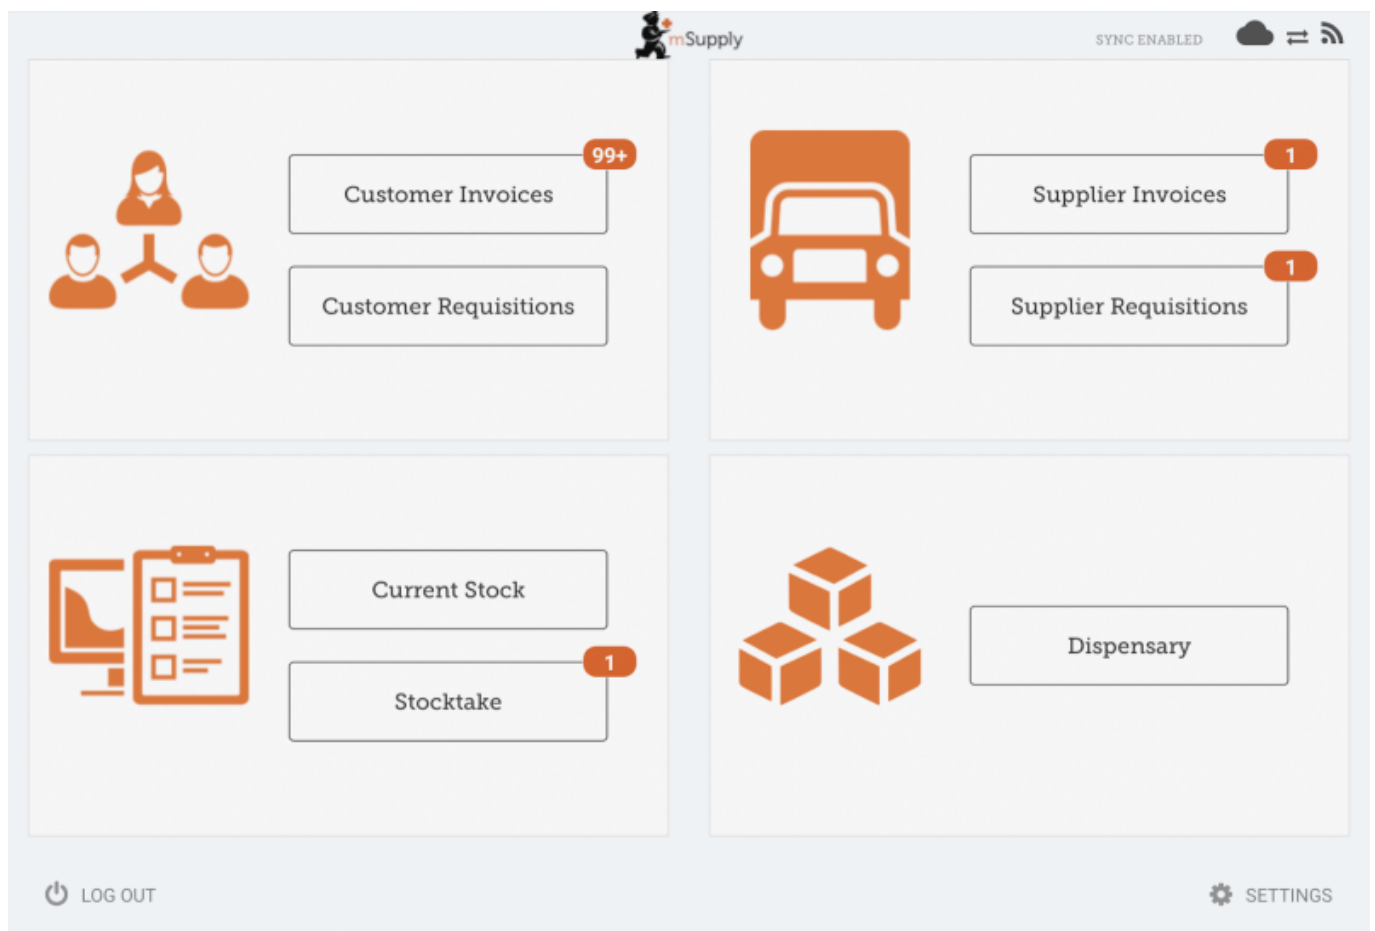 mSupply
SYNC ENABLED
99+
Customer Invoices
Customer Requisitions
1
Supplier Invoices
1
Supplier Requisitions
Current Stock
1
Stocktake
Dispensary
LOG OUT
SETTINGS